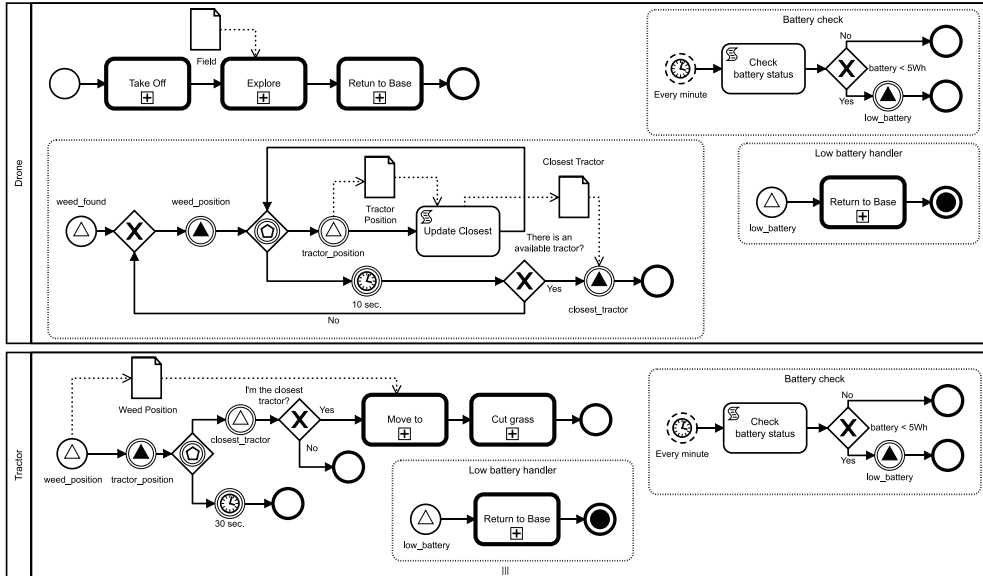 Drone
Take Off
Field
Explore
Retun to Base
Battery check
Every minute
Check
battery status
No
battery < 5Wh
Yes
low_battery
Low battery handler
low_battery
Return to Base
weed_found
weed_position
Tractor
Position
tractor_position
Update Closest
Closest Tractor
There is an
available tractor?
10 sec.
Yes
closest_tractor
No
Tractor
Weed Position
weed_position
tractor_position
closest_tractor
I'm the closest
tractor?
Yes
No
Move to
Cut grass
30 sec.
Low battery handler
low_battery
Return to Base
Battery check
Every minute
Check
battery status
No
battery < 5Wh
Yes
low_battery